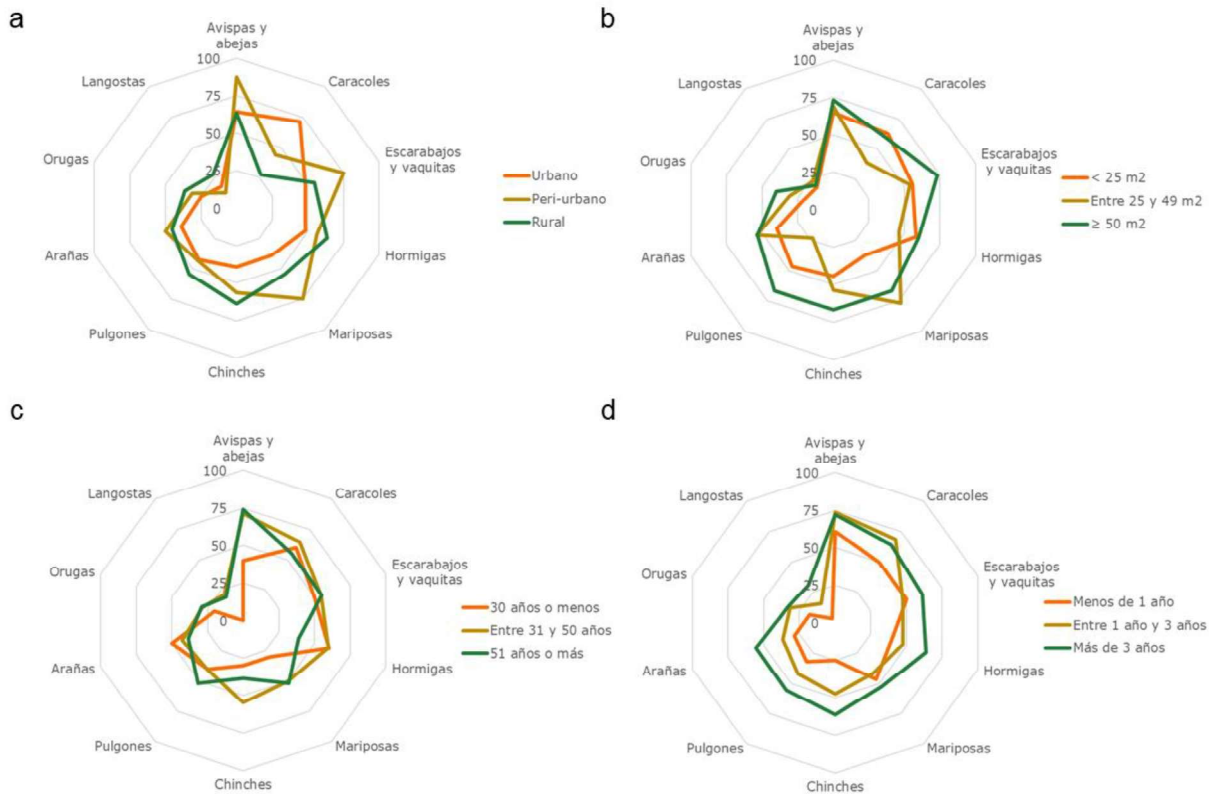 a
Avispas y
abejas
Caracoles
Escarabajos
y vaquitas
Hormigas
Mariposas
Chinches
Pulgones
Arañas
Orugas
Langostas
100
75
50
25
0
Urbano
Peri-urbano
Rural
b
Avispas y
abejas
Caracoles
Escarabajos
y vaquitas
Hormigas
Mariposas
Chinches
Pulgones
Arañas
Orugas
Langostas
100
75
50
25
0
< 25 m2
Entre 25 y 49 m2
≥ 50 m2
c
Avispas y
abejas
Caracoles
Escarabajos
y vaquitas
Hormigas
Mariposas
Chinches
Pulgones
Arañas
Orugas
Langostas
100
75
50
25
0
30 años o menos
Entre 31 y 50 años
51 años o más
d
Avispas y
abejas
Caracoles
Escarabajos
y vaquitas
Hormigas
Mariposas
Chinches
Pulgones
Arañas
Orugas
Langostas
100
75
50
25
0
Menos de 1 año
Entre 1 año y 3 años
Más de 3 años